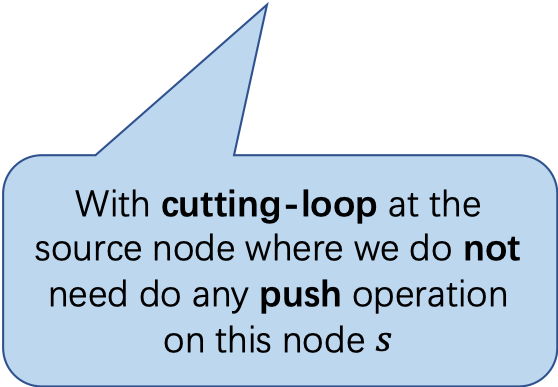 With cutting-loop at the
source node where we do not
need do any push operation
on this node s